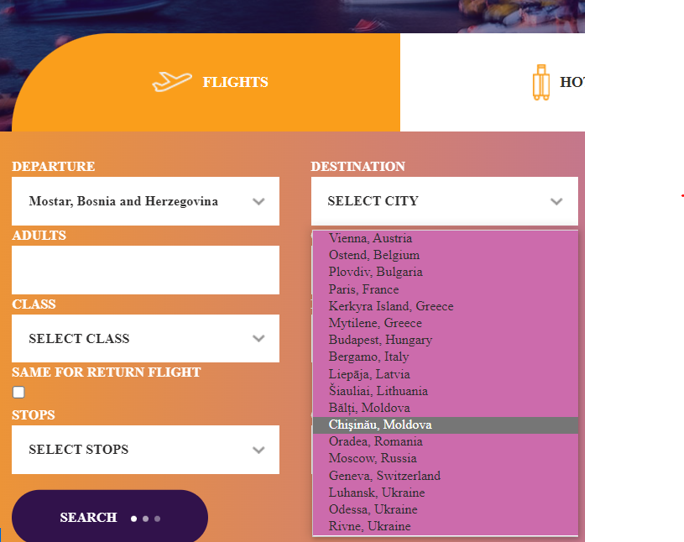 FLIGHTS
DEPARTURE
DESTINATION
Mostar, Bosnia and Herzegovina
SELECT CITY
ADULTS
Vienna, Austria
Ostend, Belgium
Plovdiv, Bulgaria
Paris, France
Kerkyra Island, Greece
Mytilene, Greece
Budapest, Hungary
Bergamo, Italy
Liepāja, Latvia
Šiauliai, Lithuania
Bălți, Moldova
Chișinău, Moldova
Oradea, Romania
Moscow, Russia
Geneva, Switzerland
Luhansk, Ukraine
Odessa, Ukraine
Rivne, Ukraine
CLASS
SELECT CLASS
SAME FOR RETURN FLIGHT
STOPS
SELECT STOPS
SEARCH